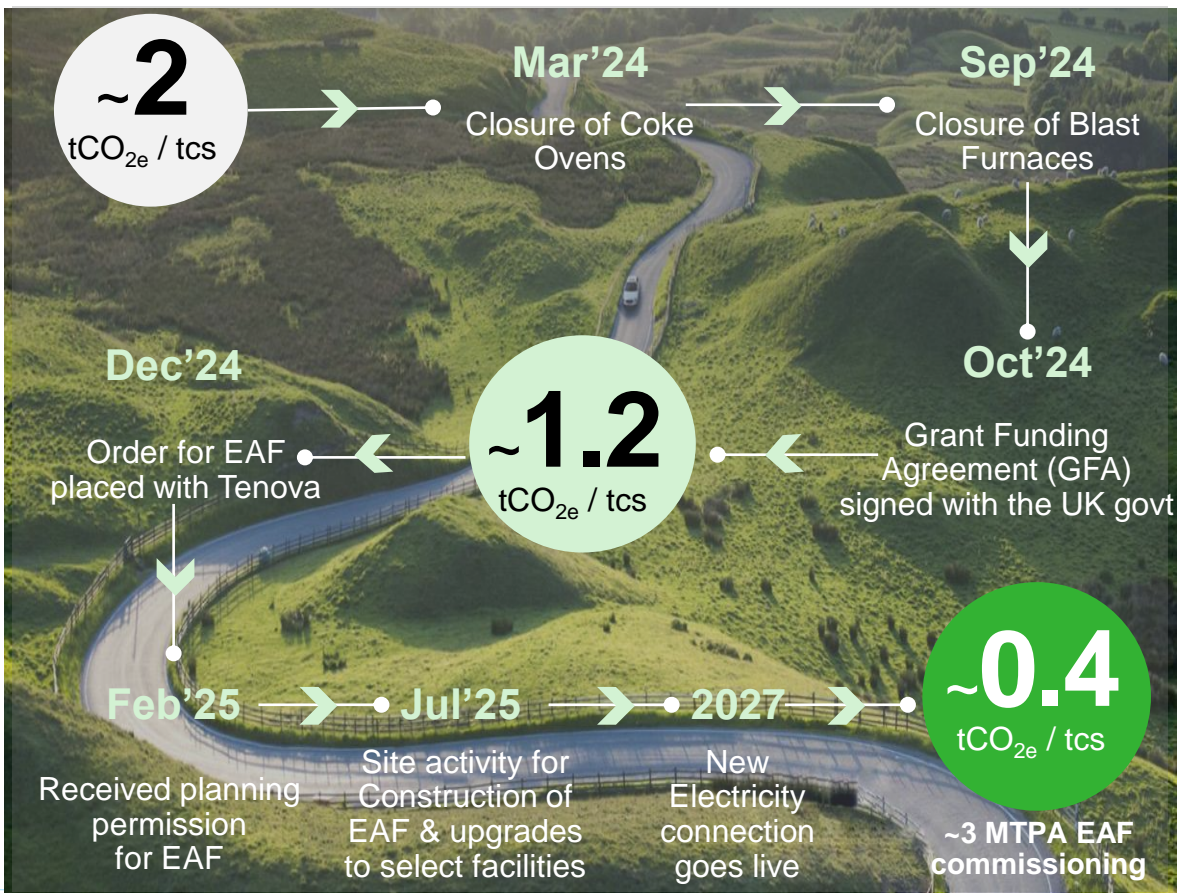 ~2
tCO₂e / tcs
Mar’24
Closure of Coke
Ovens
Sep’24
Closure of Blast
Furnaces
Oct’24
Grant Funding
Agreement (GFA)
signed with the UK govt
~1.2
tCO₂e / tcs
Dec’24
Order for EAF
placed with Tenova
Feb’25
Received planning
permission
for EAF
Jul’25
Site activity for
Construction of
EAF & upgrades
to select facilities
2027
New
Electricity
connection
goes live
~0.4
tCO₂e / tcs
~3 MTPA EAF
commissioning